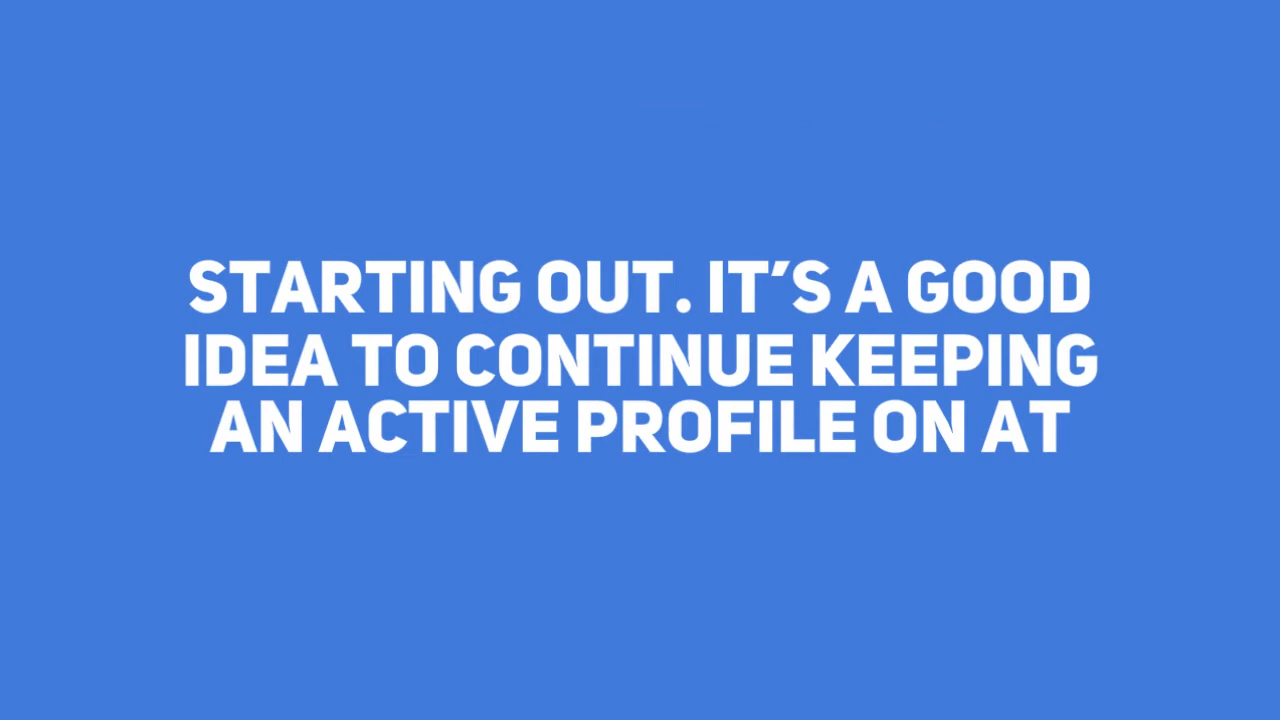 STARTING OUT. IT'S A GOOD
IDEA TO CONTINUE KEEPING
AN ACTIVE PROFILE ON AT